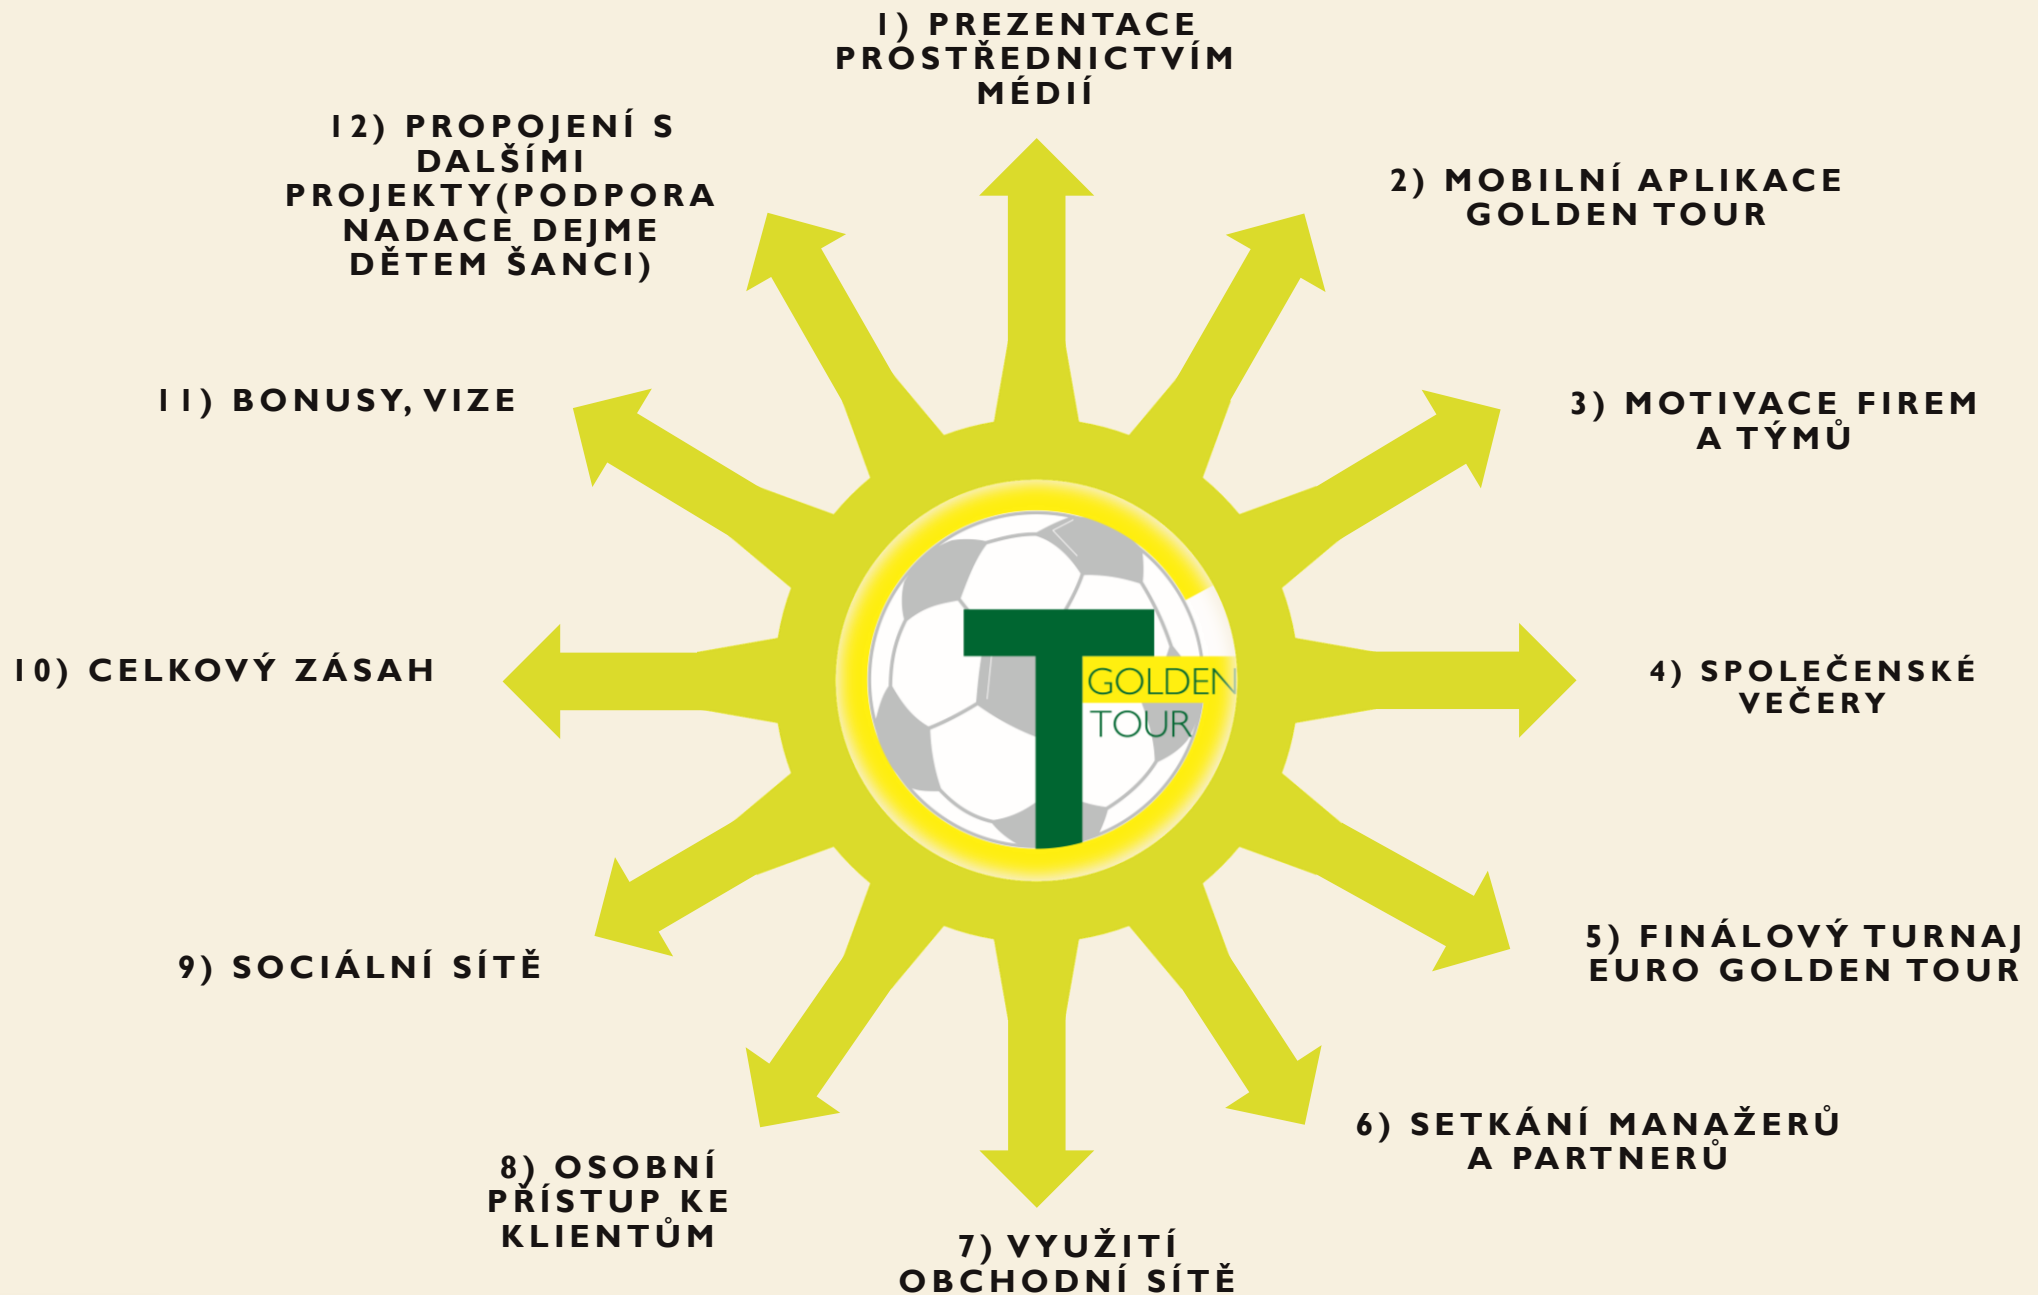 1) PREZENTACE
PROSTŘEDNICTVÍM
MÉDIÍ
2) MOBILNÍ APLIKACE
GOLDEN TOUR
3) MOTIVACE FIREM
A TÝMŮ
4) SPOLEČENSKÉ
VEČERY
5) FINÁLOVÝ TURNAJ
EURO GOLDEN TOUR
6) SETKÁNÍ MANAŽERŮ
A PARTNERŮ
7) VYUŽITÍ
OBCHODNÍ SÍTĚ
8) OSOBNÍ
PŘÍSTUP KE
KLIENTŮM
9) SOCIÁLNÍ SÍTĚ
10) CELKOVÝ ZÁSAH
11) BONUSY, VIZE
12) PROPOJENÍ S
DALŠÍMI
PROJEKTY(PODPORA
NADACE DEJME
DĚTEM ŠANCI)
T
GOLDEN
TOUR